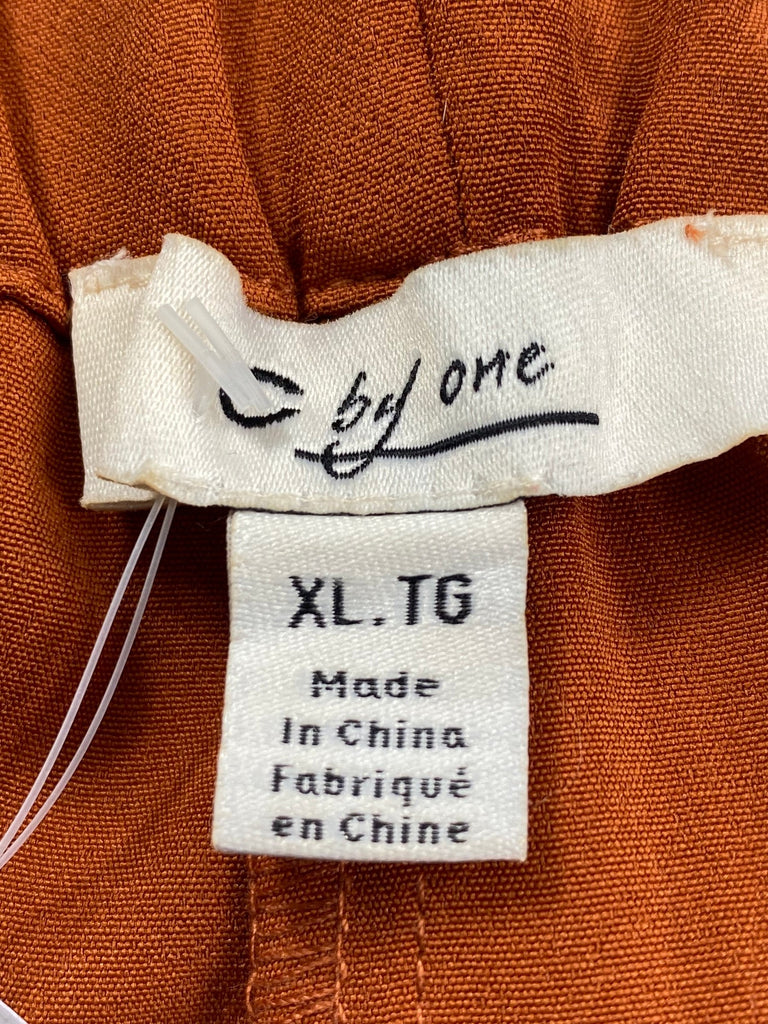 C by one
XL.TG
Made
In China
Fabriqué
en Chine